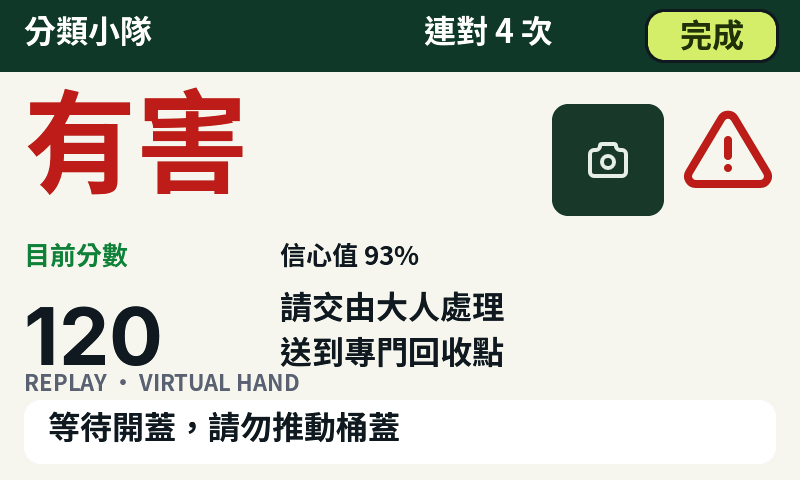 分類小隊
連對 4 次
完成
有害
目前分數
信心值 93%
120
請交由大人處理
送到專門回收點
REPLAY • VIRTUAL HAND
等待開蓋，請勿推動桶蓋